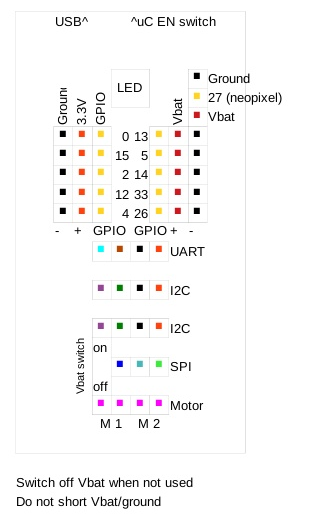 USB^ ^uC EN switch
LED
Ground
27 (neopixel)
Vbat
Ground 3.3V GPIO Vbat
0 13
15 5
2 14
12 33
4 26
- + GPIO GPIO + -
UART
I2C
I2C
Vbat switch
on
SPI
off
Motor
M 1 M 2
Switch off Vbat when not used
Do not short Vbat/ground